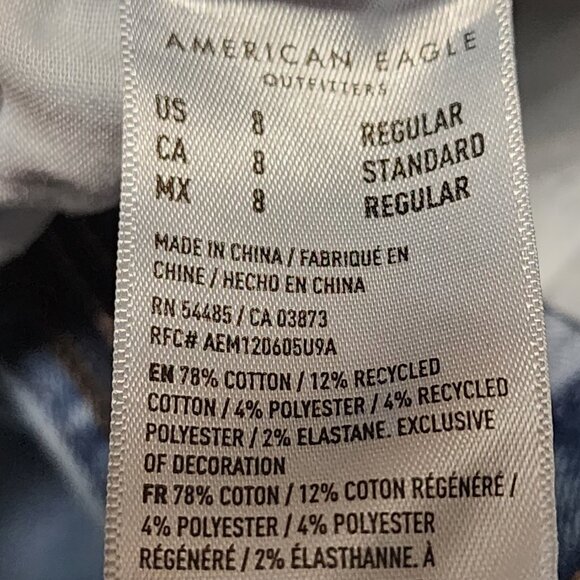 AMERICAN EAGLE
OUTFITTERS
US 8 REGULAR
CA 8 STANDARD
MX 8 REGULAR
MADE IN CHINA / FABRIQUÉ EN
CHINE / HECHO EN CHINA
RN 54485 / CA 03873
RFC# AEM120605U9A
EN 78% COTTON / 12% RECYCLED
COTTON / 4% POLYESTER / 4% RECYCLED
POLYESTER / 2% ELASTANE. EXCLUSIVE
OF DECORATION
FR 78% COTON / 12% COTON RÉGÉNÉRÉ /
4% POLYESTER / 4% POLYESTER
RÉGÉNÉRÉ / 2% ÉLASTHANNE. À